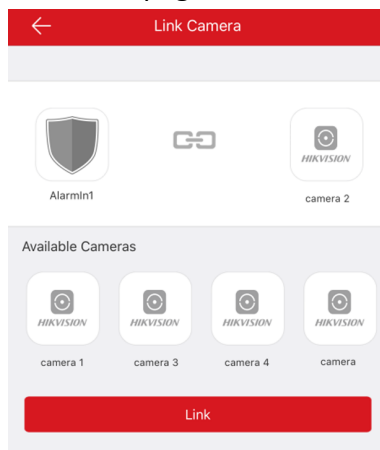 Link Camera
HIKVISION
AlarmIn1
camera 2
Available Cameras
HIKVISION HIKVISION HIKVISION HIKVISION
camera 1 camera 3 camera 4 camera
Link